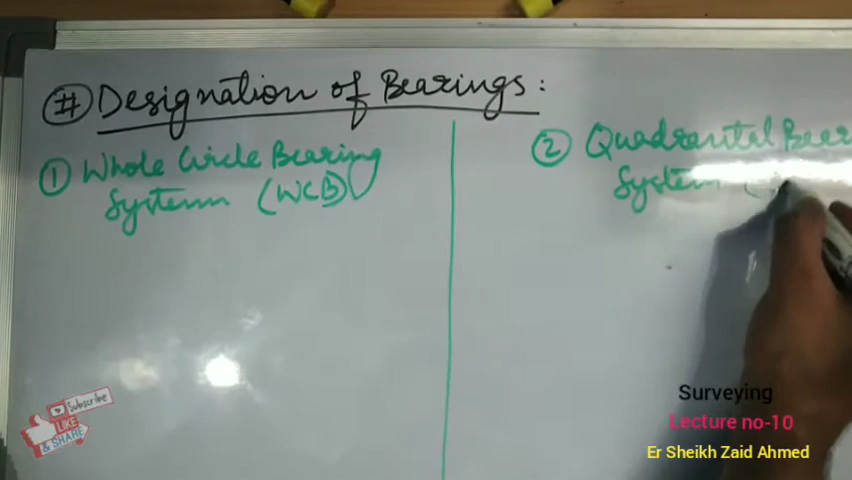 # Designation of Bearings :
① Whole Circle Bearing
System (WCB)
② Quadrantal Bear
System (
Subscribe
LIKE
& SHARE
Surveying
Lecture no-10
Er Sheikh Zaid Ahmed